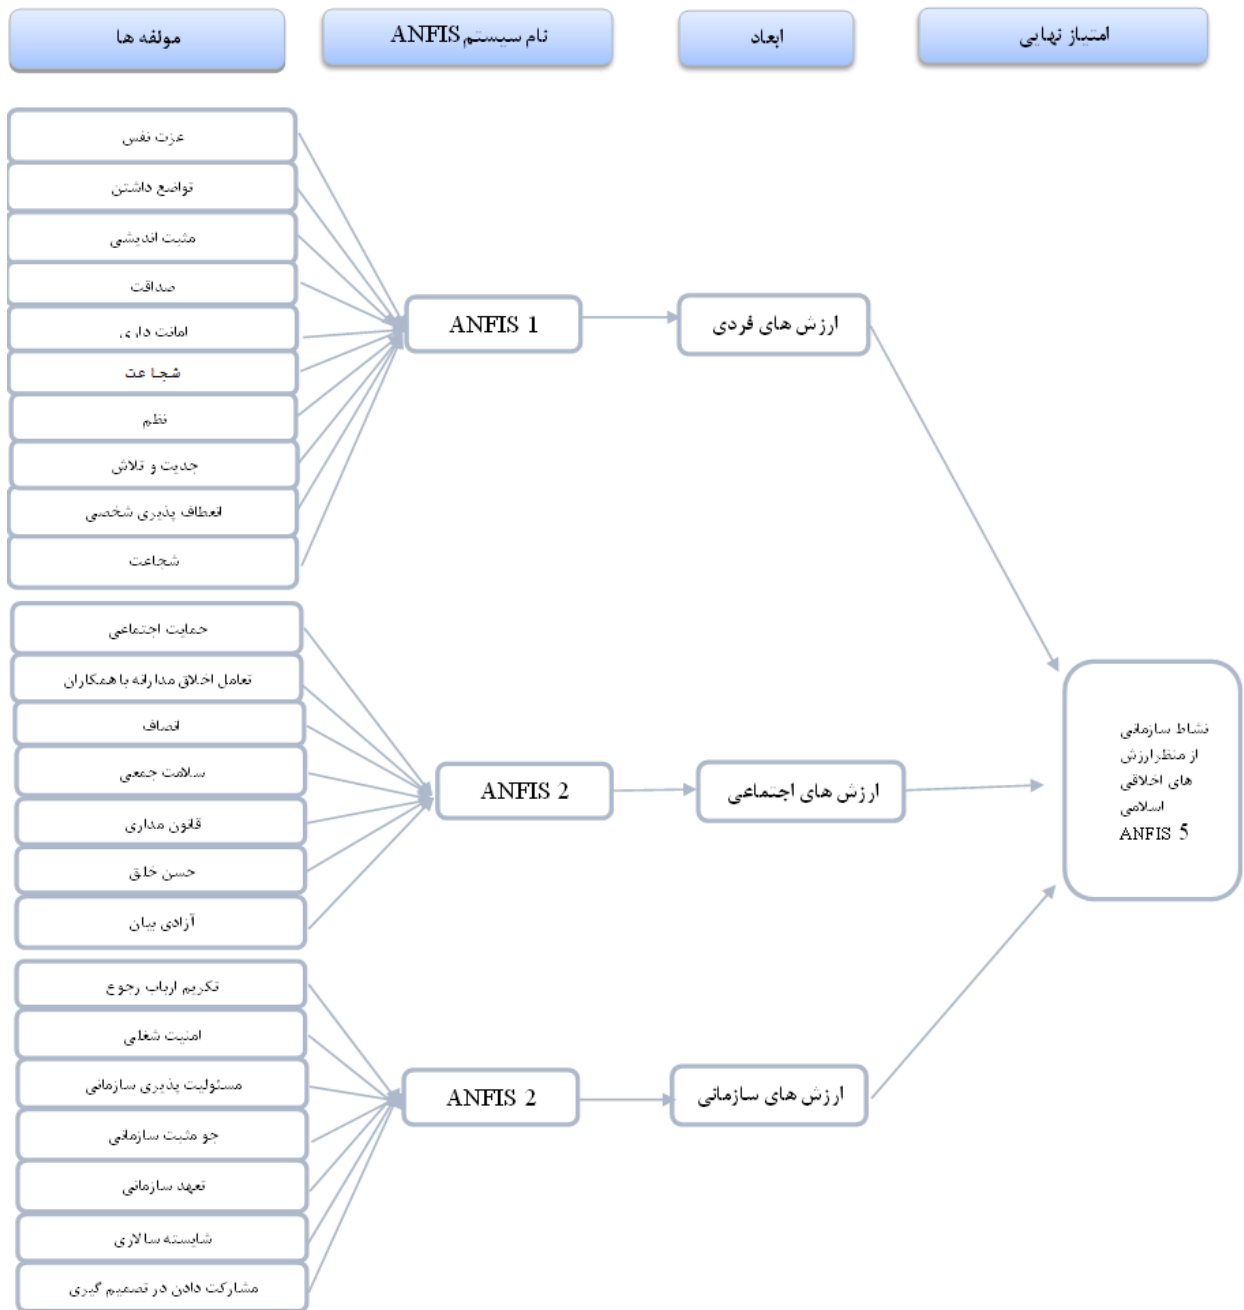 مولفه ها
نام سیستم ANFIS
ابعاد
امتیاز نهایی
عزت نفس
تواضع داشتن
مثبت اندیشی
صداقت
امانت داری
شجا عت
نظم
جدیت و تلاش
انعطاف پذیری شخصی
شجاعت
ANFIS 1
ارزش های فردی
حمایت اجتماعی
تعامل اخلاق مدارانه با همکاران
انصاف
سلامت جمعی
قانون مداری
حسن خلق
آزادی بیان
ANFIS 2
ارزش های اجتماعی
تکریم ارباب رجوع
امنیت شغلی
مسئولیت پذیری سازمانی
جو مثبت سازمانی
تعهد سازمانی
شایسته سالاری
مشارکت دادن در تصمیم گیری
ANFIS 2
ارزش های سازمانی
نشاط سازمانی
از منظر ارزش
های اخلاقی
اسلامی
ANFIS 5